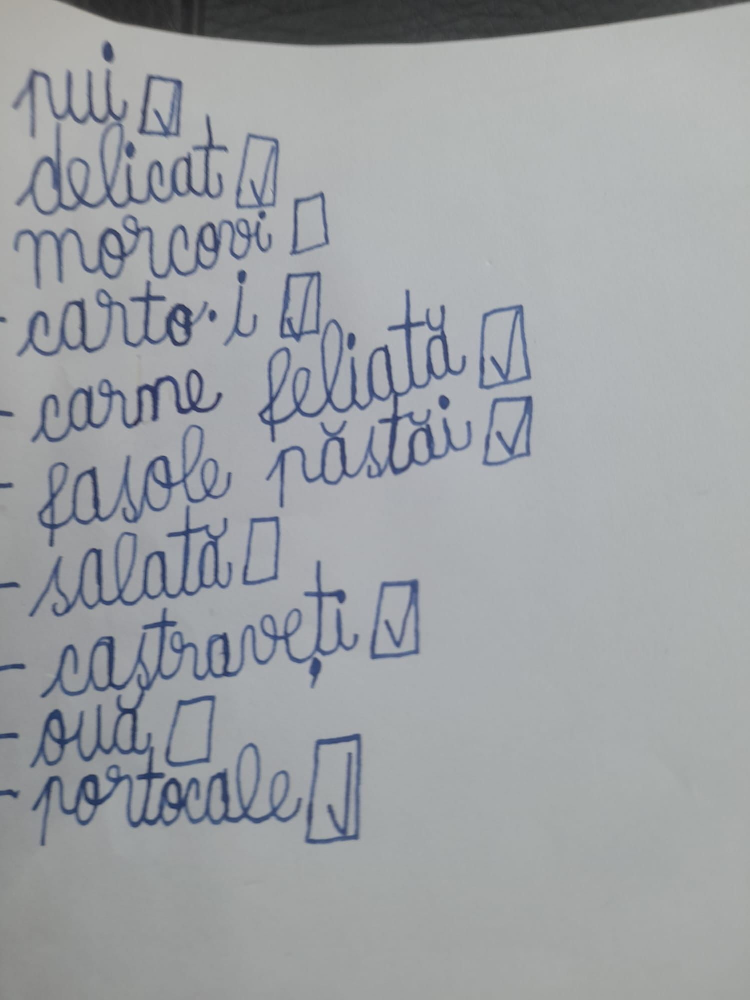 pui ☑
delicat ☑
morcovi ☐
- carto.i ☑
- carne feliată ☑
- fasole păstăi ☑
- salată ☐
- castraveți ☑
- ouă ☐
- portocale ☑